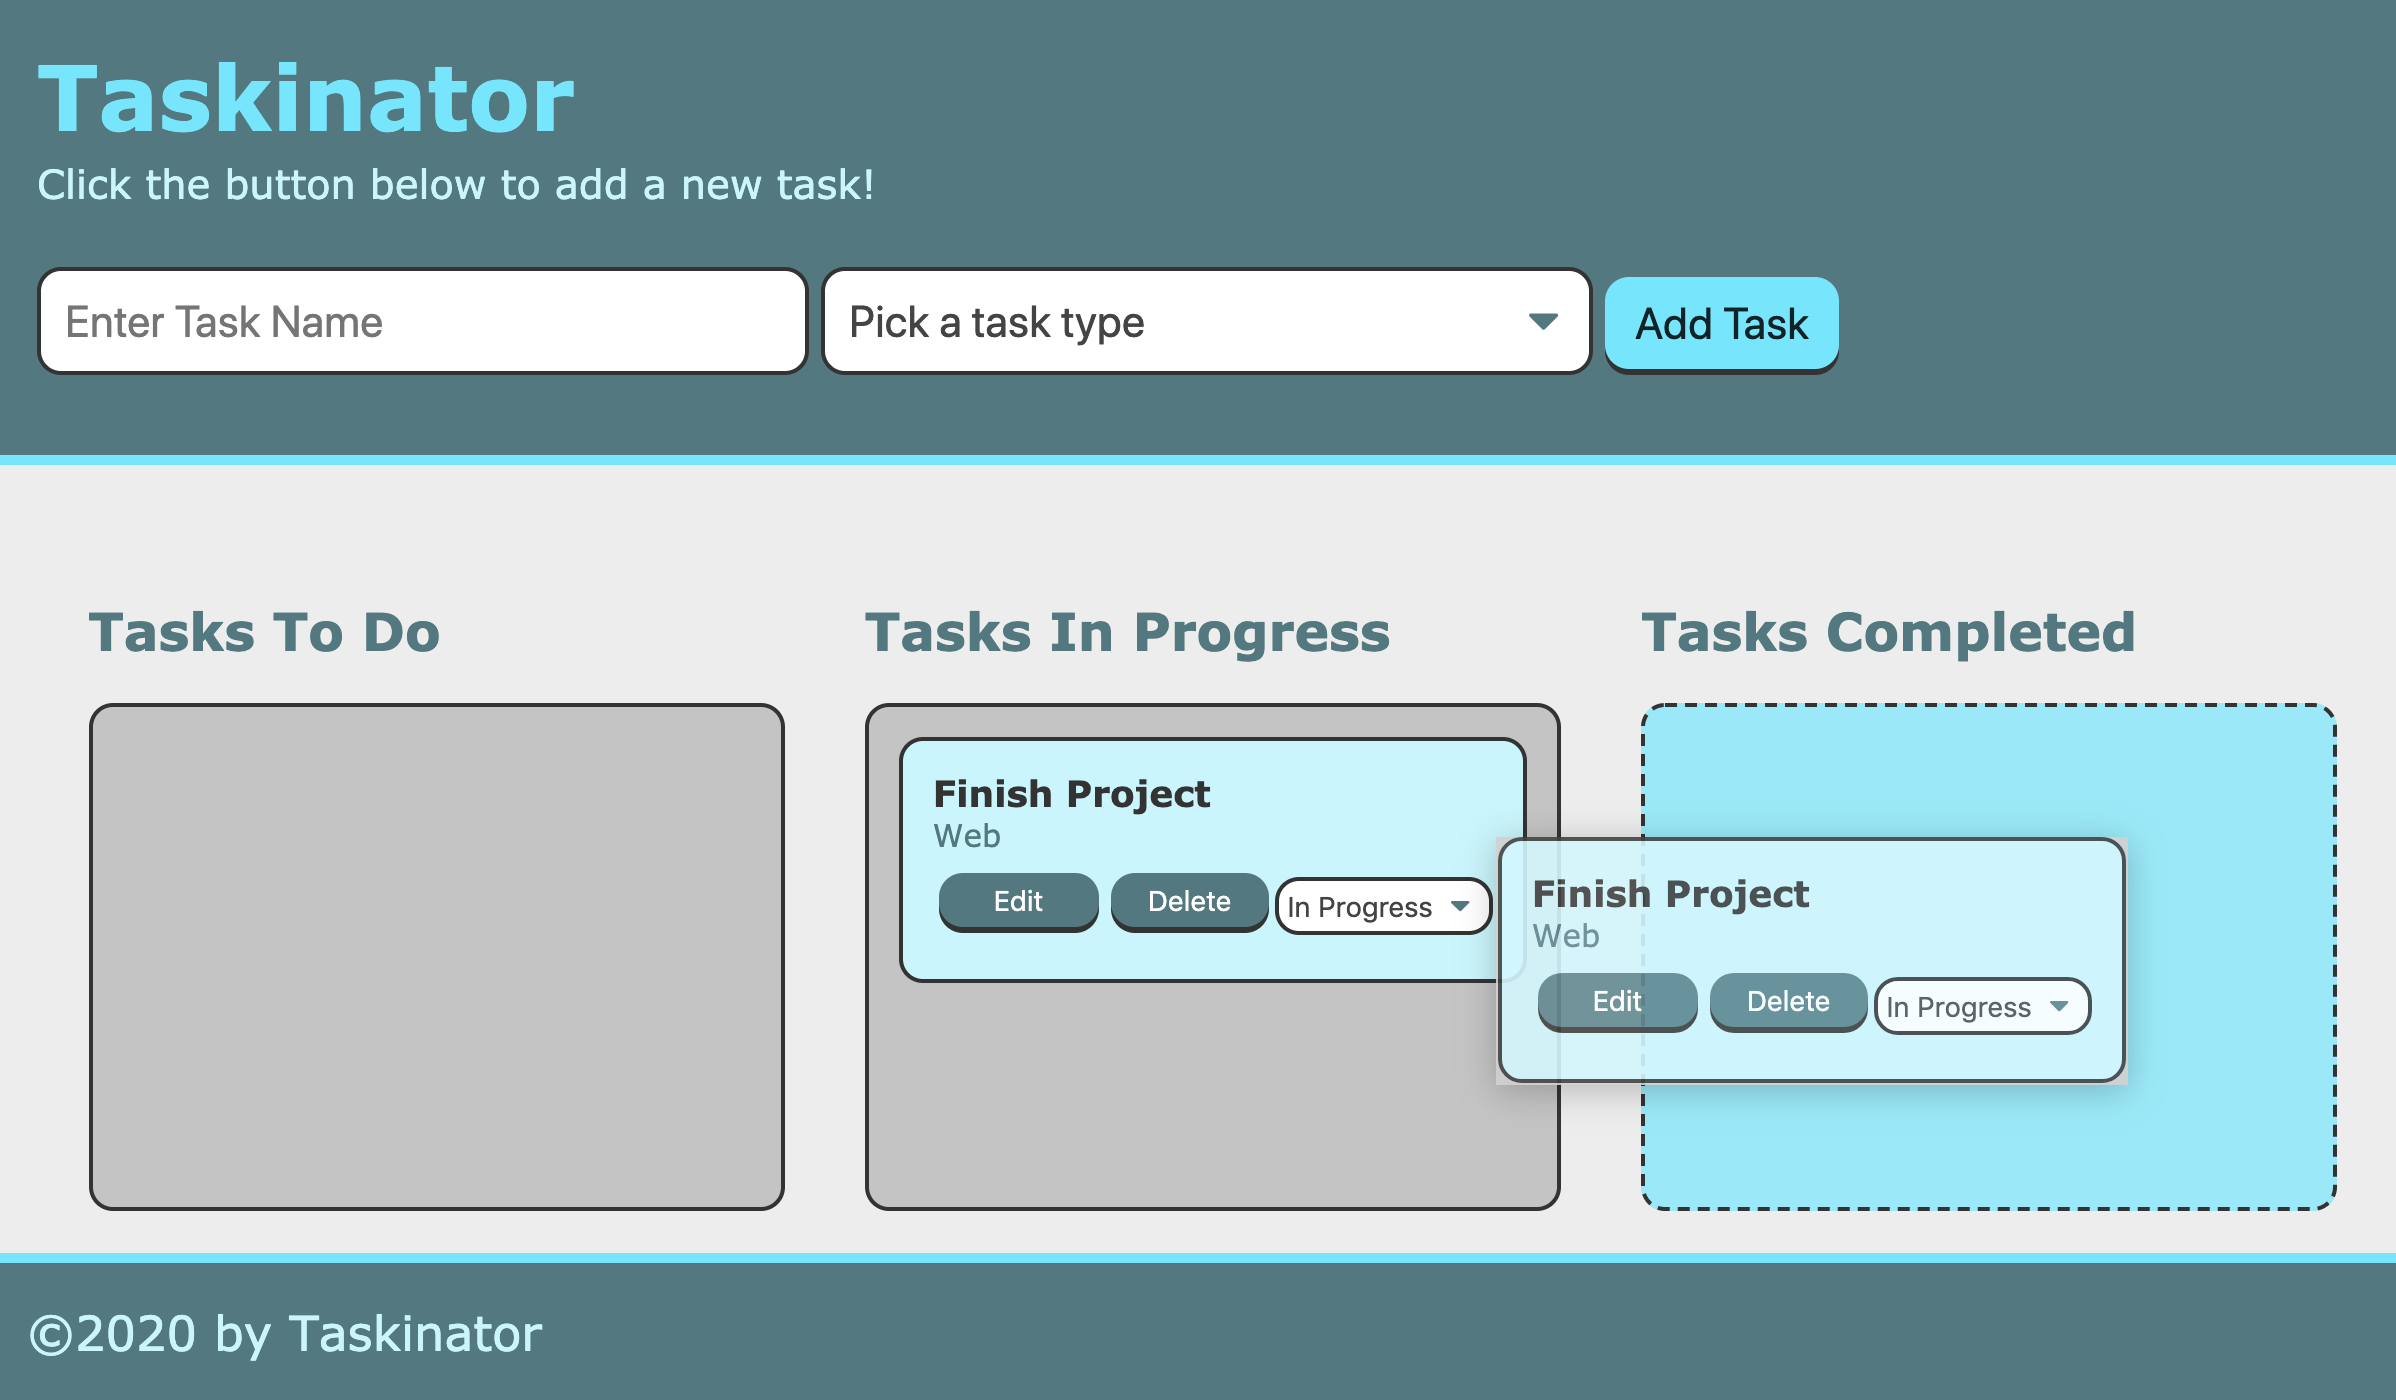 Taskinator
Click the button below to add a new task!
Enter Task Name
Pick a task type
Add Task
Tasks To Do
Tasks In Progress
Finish Project
Web
Edit
Delete
In Progress
Tasks Completed
Finish Project
Web
Edit
Delete
In Progress
©2020 by Taskinator